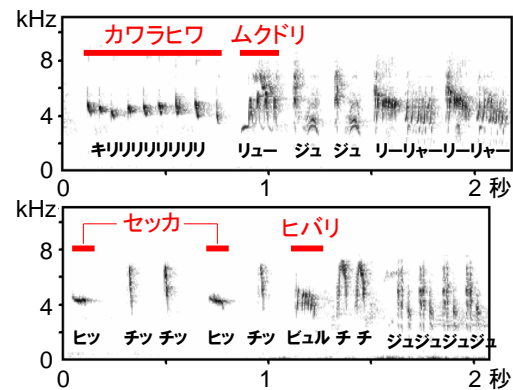 kHz
カワラヒワ ムクドリ
8
4
キリリリリリリリリ リュー ジュ ジュ リーリャーリーリャー
0
0 1 2 秒
kHz
セッカ ヒバリ
8
4
ヒッ チッ チッ ヒッ チッ ビュル チ チ ジュジュジュジュ
0
0 1 2 秒